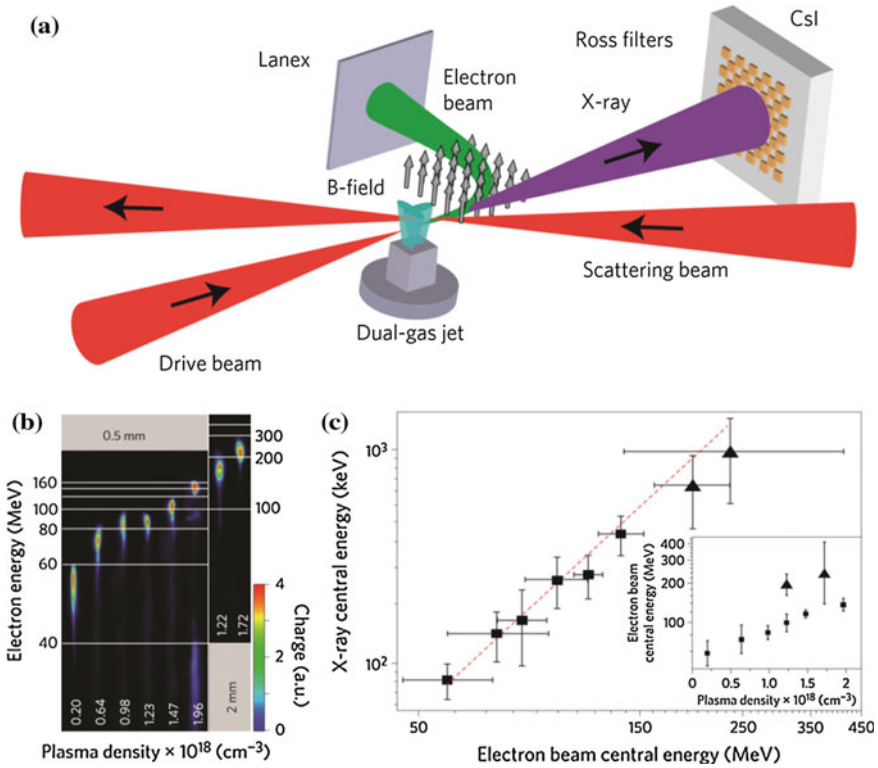 (a)
CsI
Ross filters
Lanex
Electron
beam
X-ray
B-field
Scattering beam
Dual-gas jet
Drive beam
(b)
0.5 mm
Electron energy (MeV)
160
100
80
60
40
300
200
100
0.20
0.64
0.98
1.23
1.47
1.96
1.22
1.72
2 mm
4
3
2
1
0
Charge (a.u.)
Plasma density × 10¹⁸ (cm⁻³)
(c)
X-ray central energy (keV)
10³
10²
50
150
250
350
450
Electron beam central energy (MeV)
Electron beam
central energy (MeV)
400
200
100
0
0.5
1.0
1.5
2
Plasma density × 10¹⁸ (cm⁻³)